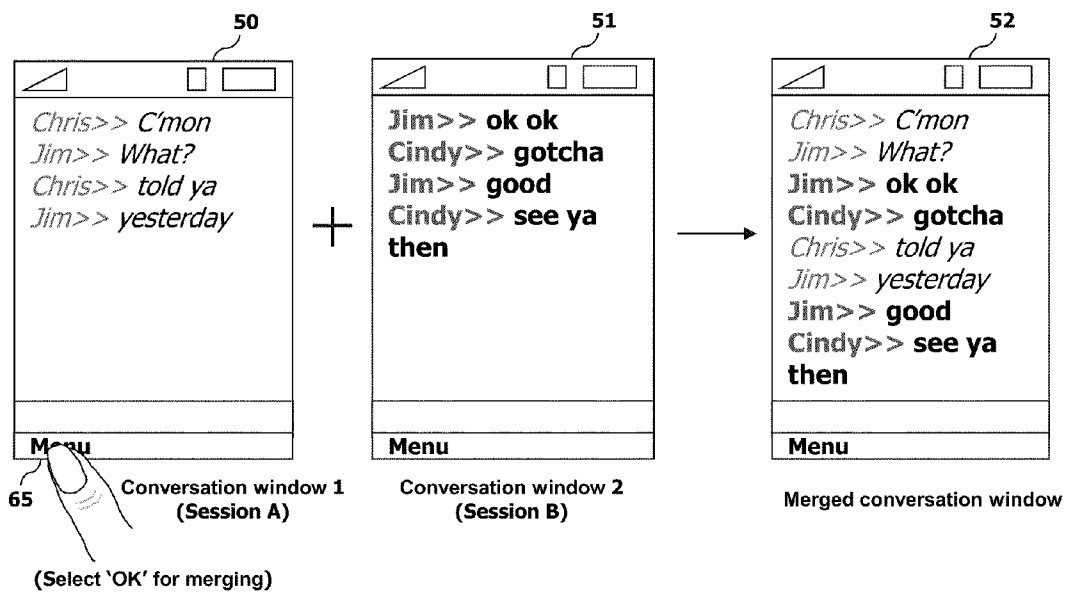 50
51
52
Chris>> C'mon
Jim>> What?
Chris>> told ya
Jim>> yesterday
Menu
65
Conversation window 1
(Session A)
(Select ‘OK’ for merging)
+
Jim>> ok ok
Cindy>> gotcha
Jim>> good
Cindy>> see ya
then
Menu
Conversation window 2
(Session B)
Chris>> C'mon
Jim>> What?
Jim>> ok ok
Cindy>> gotcha
Chris>> told ya
Jim>> yesterday
Jim>> good
Cindy>> see ya
then
Menu
Merged conversation window